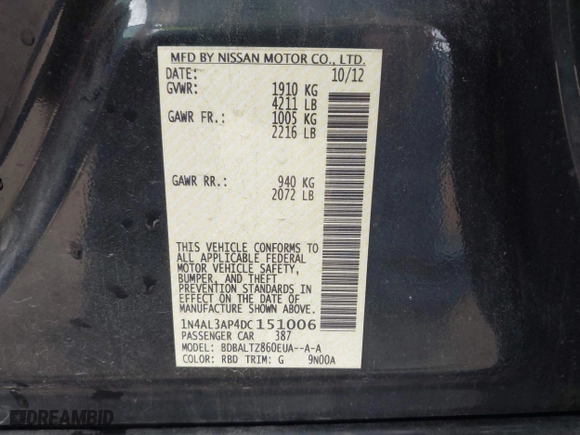 MFD BY NISSAN MOTOR CO., LTD.
DATE: 10/12
GVWR: 1910 KG
4211 LB
GAWR FR.: 1005 KG
2216 LB
GAWR RR.: 940 KG
2072 LB
THIS VEHICLE CONFORMS TO
ALL APPLICABLE FEDERAL
MOTOR VEHICLE SAFETY,
BUMPER, AND THEFT
PREVENTION STANDARDS IN
EFFECT ON THE DATE OF
MANUFACTURE SHOWN ABOVE.
1N4AL3AP4DC151006
PASSENGER CAR 387
MODEL: BDBALTZ860EUA--A-A
COLOR: RBD TRIM: G 9N00A
DREAMBID